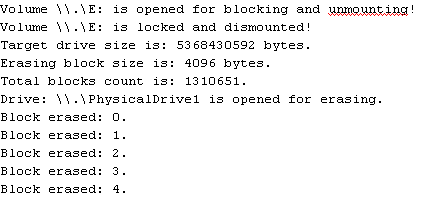 Volume \\.\E: is opened for blocking and unmounting!
Volume \\.\E: is locked and dismounted!
Target drive size is: 5368430592 bytes.
Erasing block size is: 4096 bytes.
Total blocks count is: 1310651.
Drive: \\.\PhysicalDrive1 is opened for erasing.
Block erased: 0.
Block erased: 1.
Block erased: 2.
Block erased: 3.
Block erased: 4.